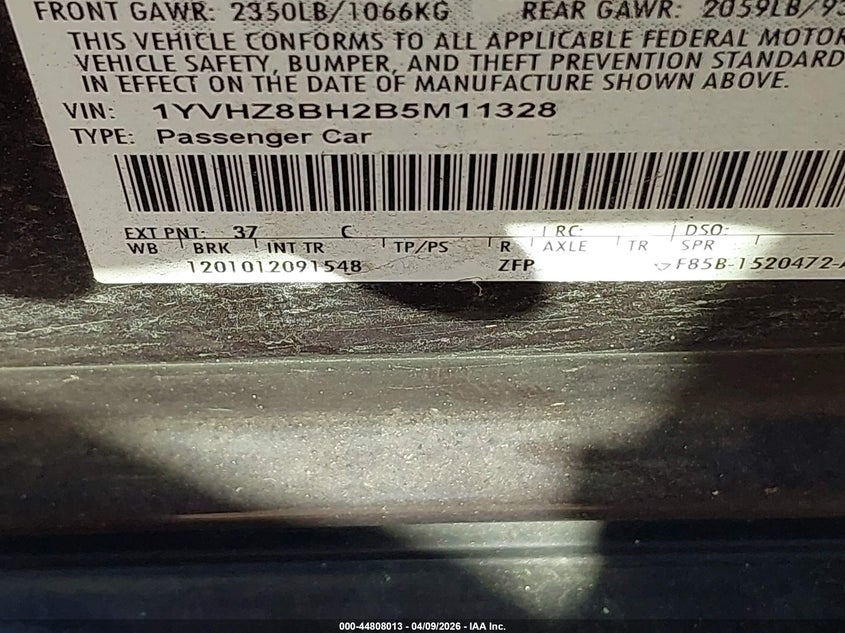 FRONT GAWR: 2350LB/1066KG REAR GAWR: 2059LB/93
THIS VEHICLE CONFORMS TO ALL APPLICABLE FEDERAL MOTOR
VEHICLE SAFETY, BUMPER, AND THEFT PREVENTION STANDARD
IN EFFECT ON THE DATE OF MANUFACTURE SHOWN ABOVE.
VIN: 1YVHZ8BH2B5M11328
TYPE: Passenger Car
EXT PNT: 37 C RC: DSO:
WB BRK INT TR TP/PS R AXLE TR SPR
1201012091548 ZFP F85B-1520472-A
000-44808013 - 04/09/2026 - IAA Inc.